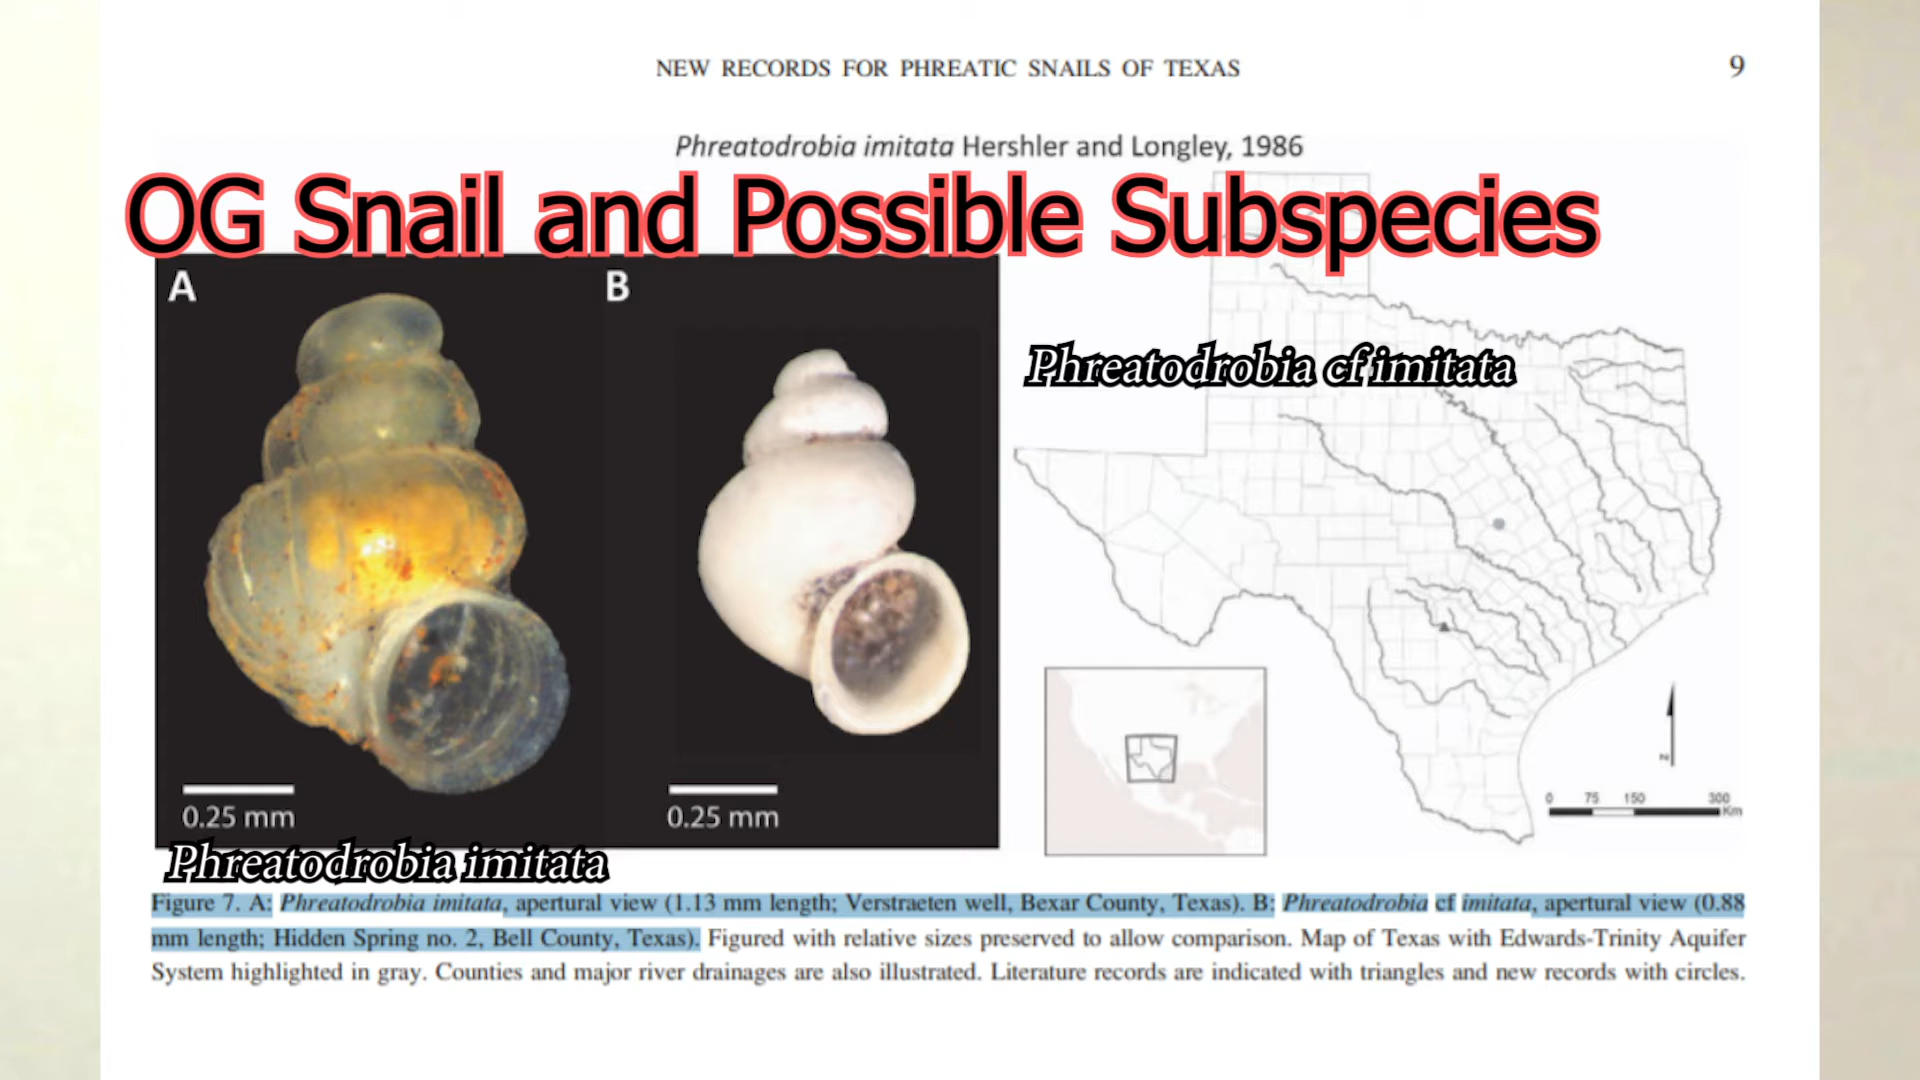 NEW RECORDS FOR PHREATIC SNAILS OF TEXAS
9
Phreatodrobia imitata Hershler and Longley, 1986
OG Snail and Possible Subspecies
A
B
Phreatodrobia cf imitata
0.25 mm
0.25 mm
N
0 75 150 300
Km
Phreatodrobia imitata
Figure 7. A: Phreatodrobia imitata, apertural view (1.13 mm length; Verstraeten well, Bexar County, Texas). B: Phreatodrobia cf imitata, apertural view (0.88
mm length; Hidden Spring no. 2, Bell County, Texas). Figured with relative sizes preserved to allow comparison. Map of Texas with Edwards-Trinity Aquifer
System highlighted in gray. Counties and major river drainages are also illustrated. Literature records are indicated with triangles and new records with circles.